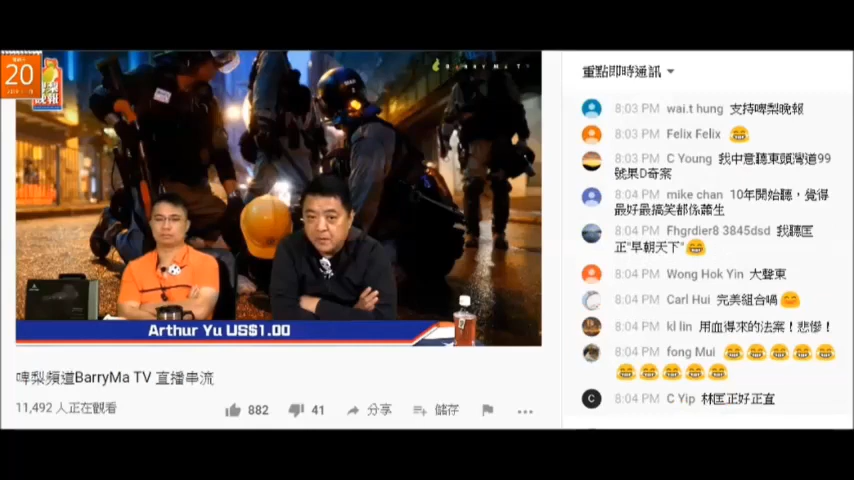 20
啤梨晚報
BARRYMA TV
Arthur Yu US$1.00
啤梨頻道BarryMa TV 直播串流
11,492 人正在觀看
882
41
分享
儲存
重點即時通訊
8:03 PM wai.t hung 支持啤梨晚報
8:03 PM Felix Felix 😂
8:03 PM C Young 我中意聽東頭灣道99
號果D奇案
8:04 PM mike chan 10年開始聽，覺得
最好最搞笑都係蕭生
8:04 PM Fhgrdier8 3845dsd 我聽匡
正"早朝天下"😂
8:04 PM Wong Hok Yin 大聲東
8:04 PM Carl Hui 完美組合喎😊
8:04 PM kl lin 用血得來的法案！悲慘！
8:04 PM fong Mui 😂😂😂😂😂
😂😂😂😂😂
C 8:04 PM C Yip 林匡正好正直